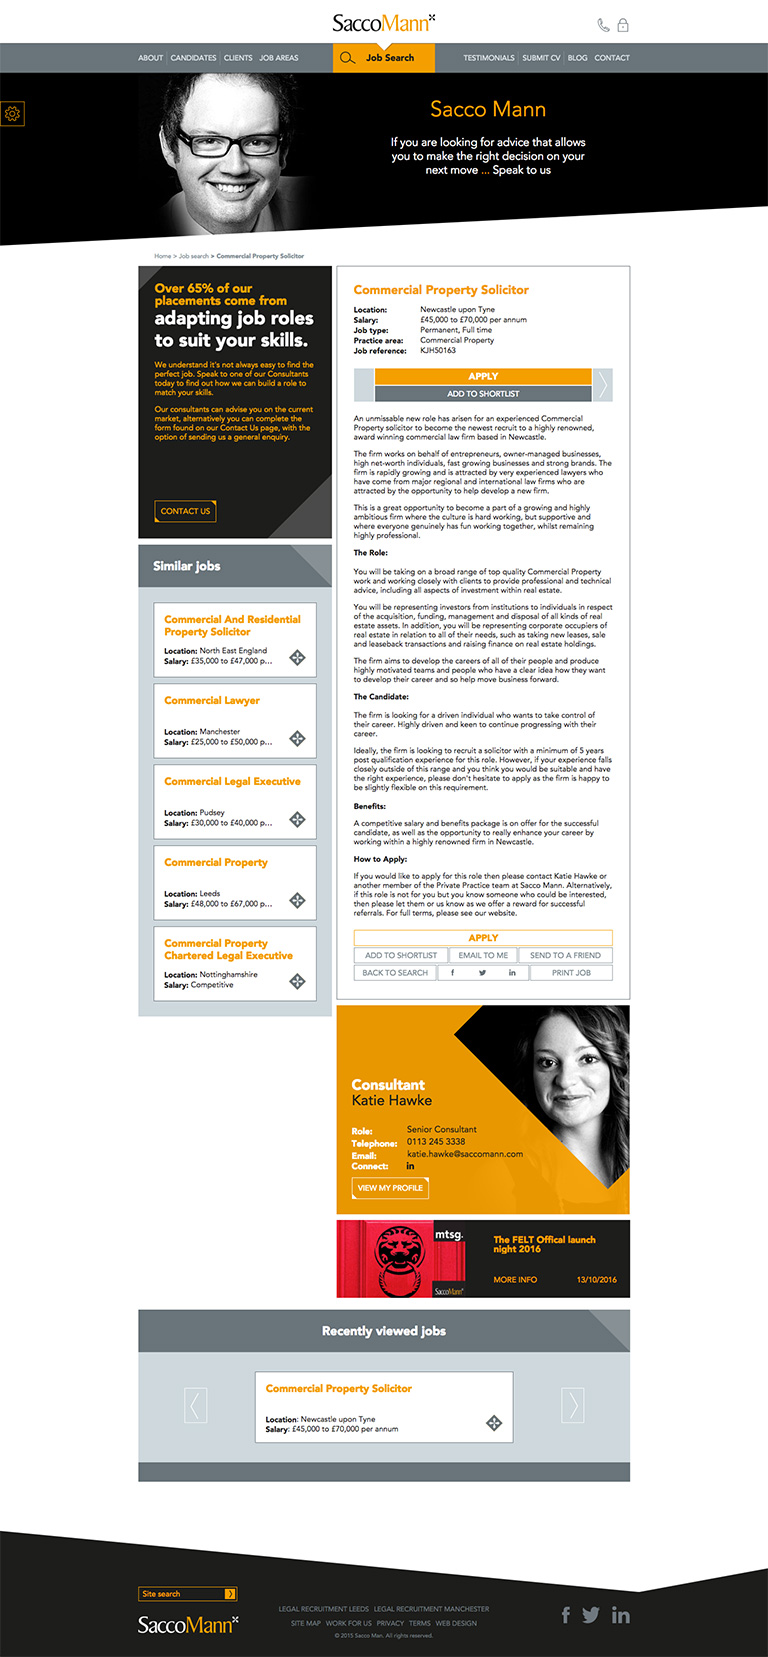 SaccoMann
ABOUT
CANDIDATES
CLIENTS
JOB AREAS
Job Search
TESTIMONIALS
SUBMIT CV
BLOG
CONTACT
Sacco Mann
If you are looking for advice that allows
you to make the right decision on your
next move ... Speak to us
Home > Job search > Commercial Property Solicitor
Over 65% of our
placements come from
adapting job roles
to suit your skills.
We understand it's not always easy to find the
perfect job. Speak to one of our Consultants
today to find out how we can build a role to
match your skills.
Our consultants can advise you on the current
market, alternatively you can complete the
form found on our Contact Us page, with the
option of sending us a general enquiry.
CONTACT US
Similar jobs
Commercial And Residential
Property Solicitor
Location: North East England
Salary: £35,000 to £47,000 p...
Commercial Lawyer
Location: Manchester
Salary: £25,000 to £50,000 p...
Commercial Legal Executive
Location: Pudsey
Salary: £30,000 to £40,000 p...
Commercial Property
Location: Leeds
Salary: £48,000 to £67,000 p...
Commercial Property
Chartered Legal Executive
Location: Nottinghamshire
Salary: Competitive
Commercial Property Solicitor
Location: Newcastle upon Tyne
Salary: £45,000 to £70,000 per annum
Job type: Permanent, Full time
Practice area: Commercial Property
Job reference: KJH50163
APPLY
ADD TO SHORTLIST
An unmissable new role has arisen for an experienced Commercial
Property solicitor to become the newest recruit to a highly renowned,
award winning commercial law firm based in Newcastle.
The firm works on behalf of entrepreneurs, owner-managed businesses,
high net-worth individuals, fast growing businesses and strong brands. The
firm is rapidly growing and is attracted by very experienced lawyers who
have come from major regional and international law firms who are
attracted by the opportunity to help develop a new firm.
This is a great opportunity to become a part of a growing and highly
ambitious firm where the culture is hard working, but supportive and
where everyone genuinely has fun working together, whilst remaining
highly professional.
The Role:
You will be taking on a broad range of top quality Commercial Property
work and working closely with clients to provide professional and technical
advice, including all aspects of investment within real estate.
You will be representing investors from institutions to individuals in respect
of the acquisition, funding, management and disposal of all kinds of real
estate assets. In addition, you will be representing corporate occupiers of
real estate in relation to all of their needs, such as taking new leases, sale
and leaseback transactions and raising finance on real estate holdings.
The firm aims to develop the careers of all of their people and produce
highly motivated teams and people who have a clear idea how they want
to develop their career and so help move business forward.
The Candidate:
The firm is looking for a driven individual who wants to take control of
their career. Highly driven and keen to continue progressing with their
career.
Ideally, the firm is looking to recruit a solicitor with a minimum of 5 years
post qualification experience for this role. However, if your experience falls
closely outside of this range and you think you would be suitable and have
the right experience, please don't hesitate to apply as the firm is happy to
be slightly flexible on this requirement.
Benefits:
A competitive salary and benefits package is on offer for the successful
candidate, as well as the opportunity to really enhance your career by
working within a highly renowned firm in Newcastle.
How to Apply:
If you would like to apply for this role then please contact Katie Hawke or
another member of the Private Practice team at Sacco Mann. Alternatively,
if this role is not for you but you know someone who could be interested,
then please let them or us know as we offer a reward for successful
referrals. For full terms, please see our website.
APPLY
ADD TO SHORTLIST
EMAIL TO ME
SEND TO A FRIEND
BACK TO SEARCH
PRINT JOB
Consultant
Katie Hawke
Role: Senior Consultant
Telephone: 0113 245 3338
Email: katie.hawke@saccomann.com
Connect: in
VIEW MY PROFILE
mtsg.
SaccoMann
The FELT Offical launch
night 2016
MORE INFO
13/10/2016
Recently viewed jobs
Commercial Property Solicitor
Location: Newcastle upon Tyne
Salary: £45,000 to £70,000 per annum
Site search
SaccoMann
LEGAL RECRUITMENT LEEDS LEGAL RECRUITMENT MANCHESTER
SITE MAP WORK FOR US PRIVACY TERMS WEB DESIGN
© 2015 Sacco Man. All rights reserved.